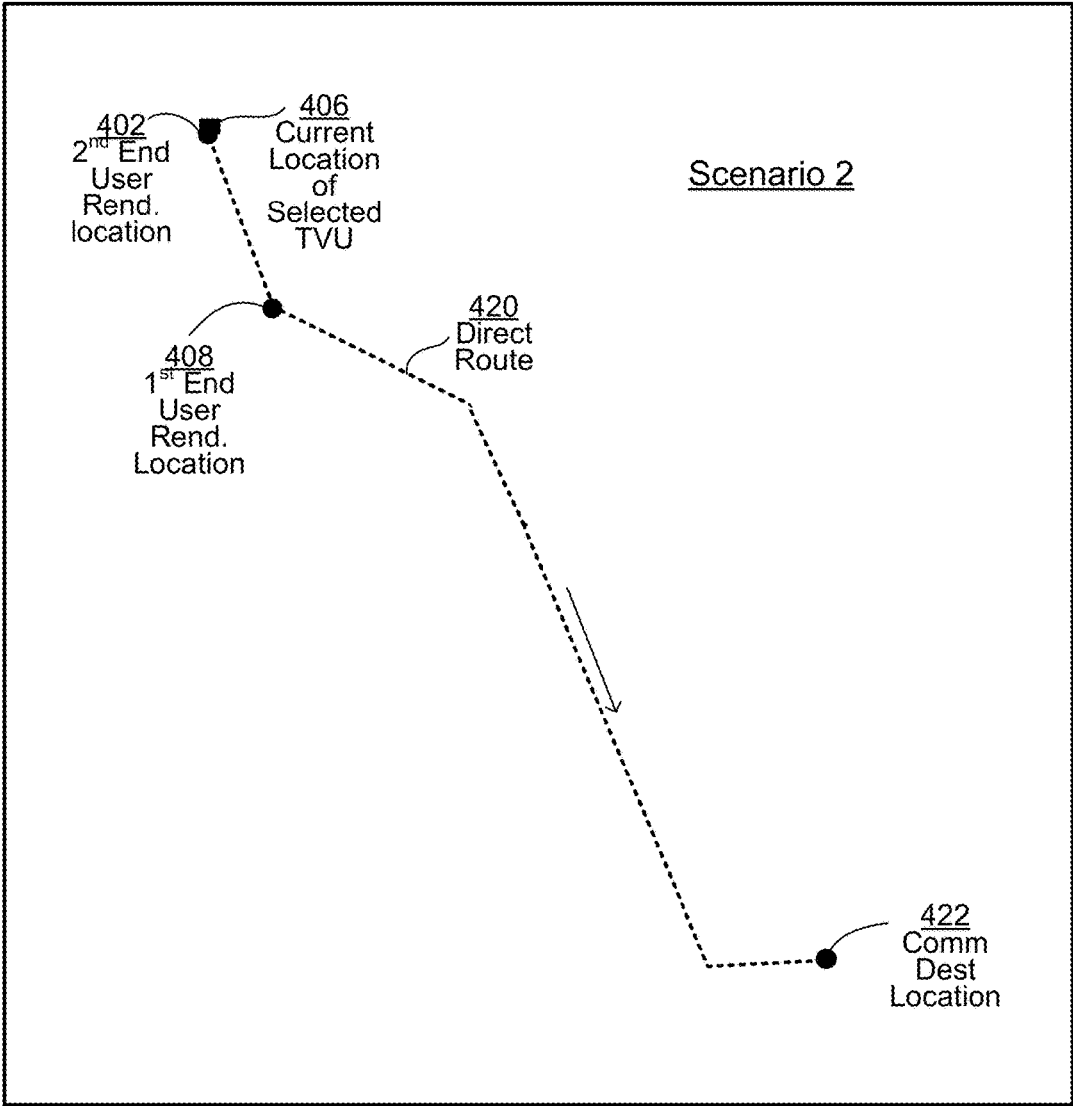 402
2nd End
User
Rend.
location
406
Current
Location
of
Selected
TVU
Scenario 2
420
Direct
Route
408
1st End
User
Rend.
Location
422
Comm
Dest
Location